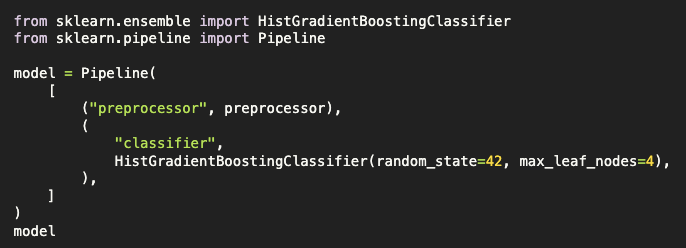 from sklearn.ensemble import HistGradientBoostingClassifier
from sklearn.pipeline import Pipeline

model = Pipeline(
    [
        ("preprocessor", preprocessor),
        (
            "classifier",
            HistGradientBoostingClassifier(random_state=42, max_leaf_nodes=4),
        ),
    ]
)
model